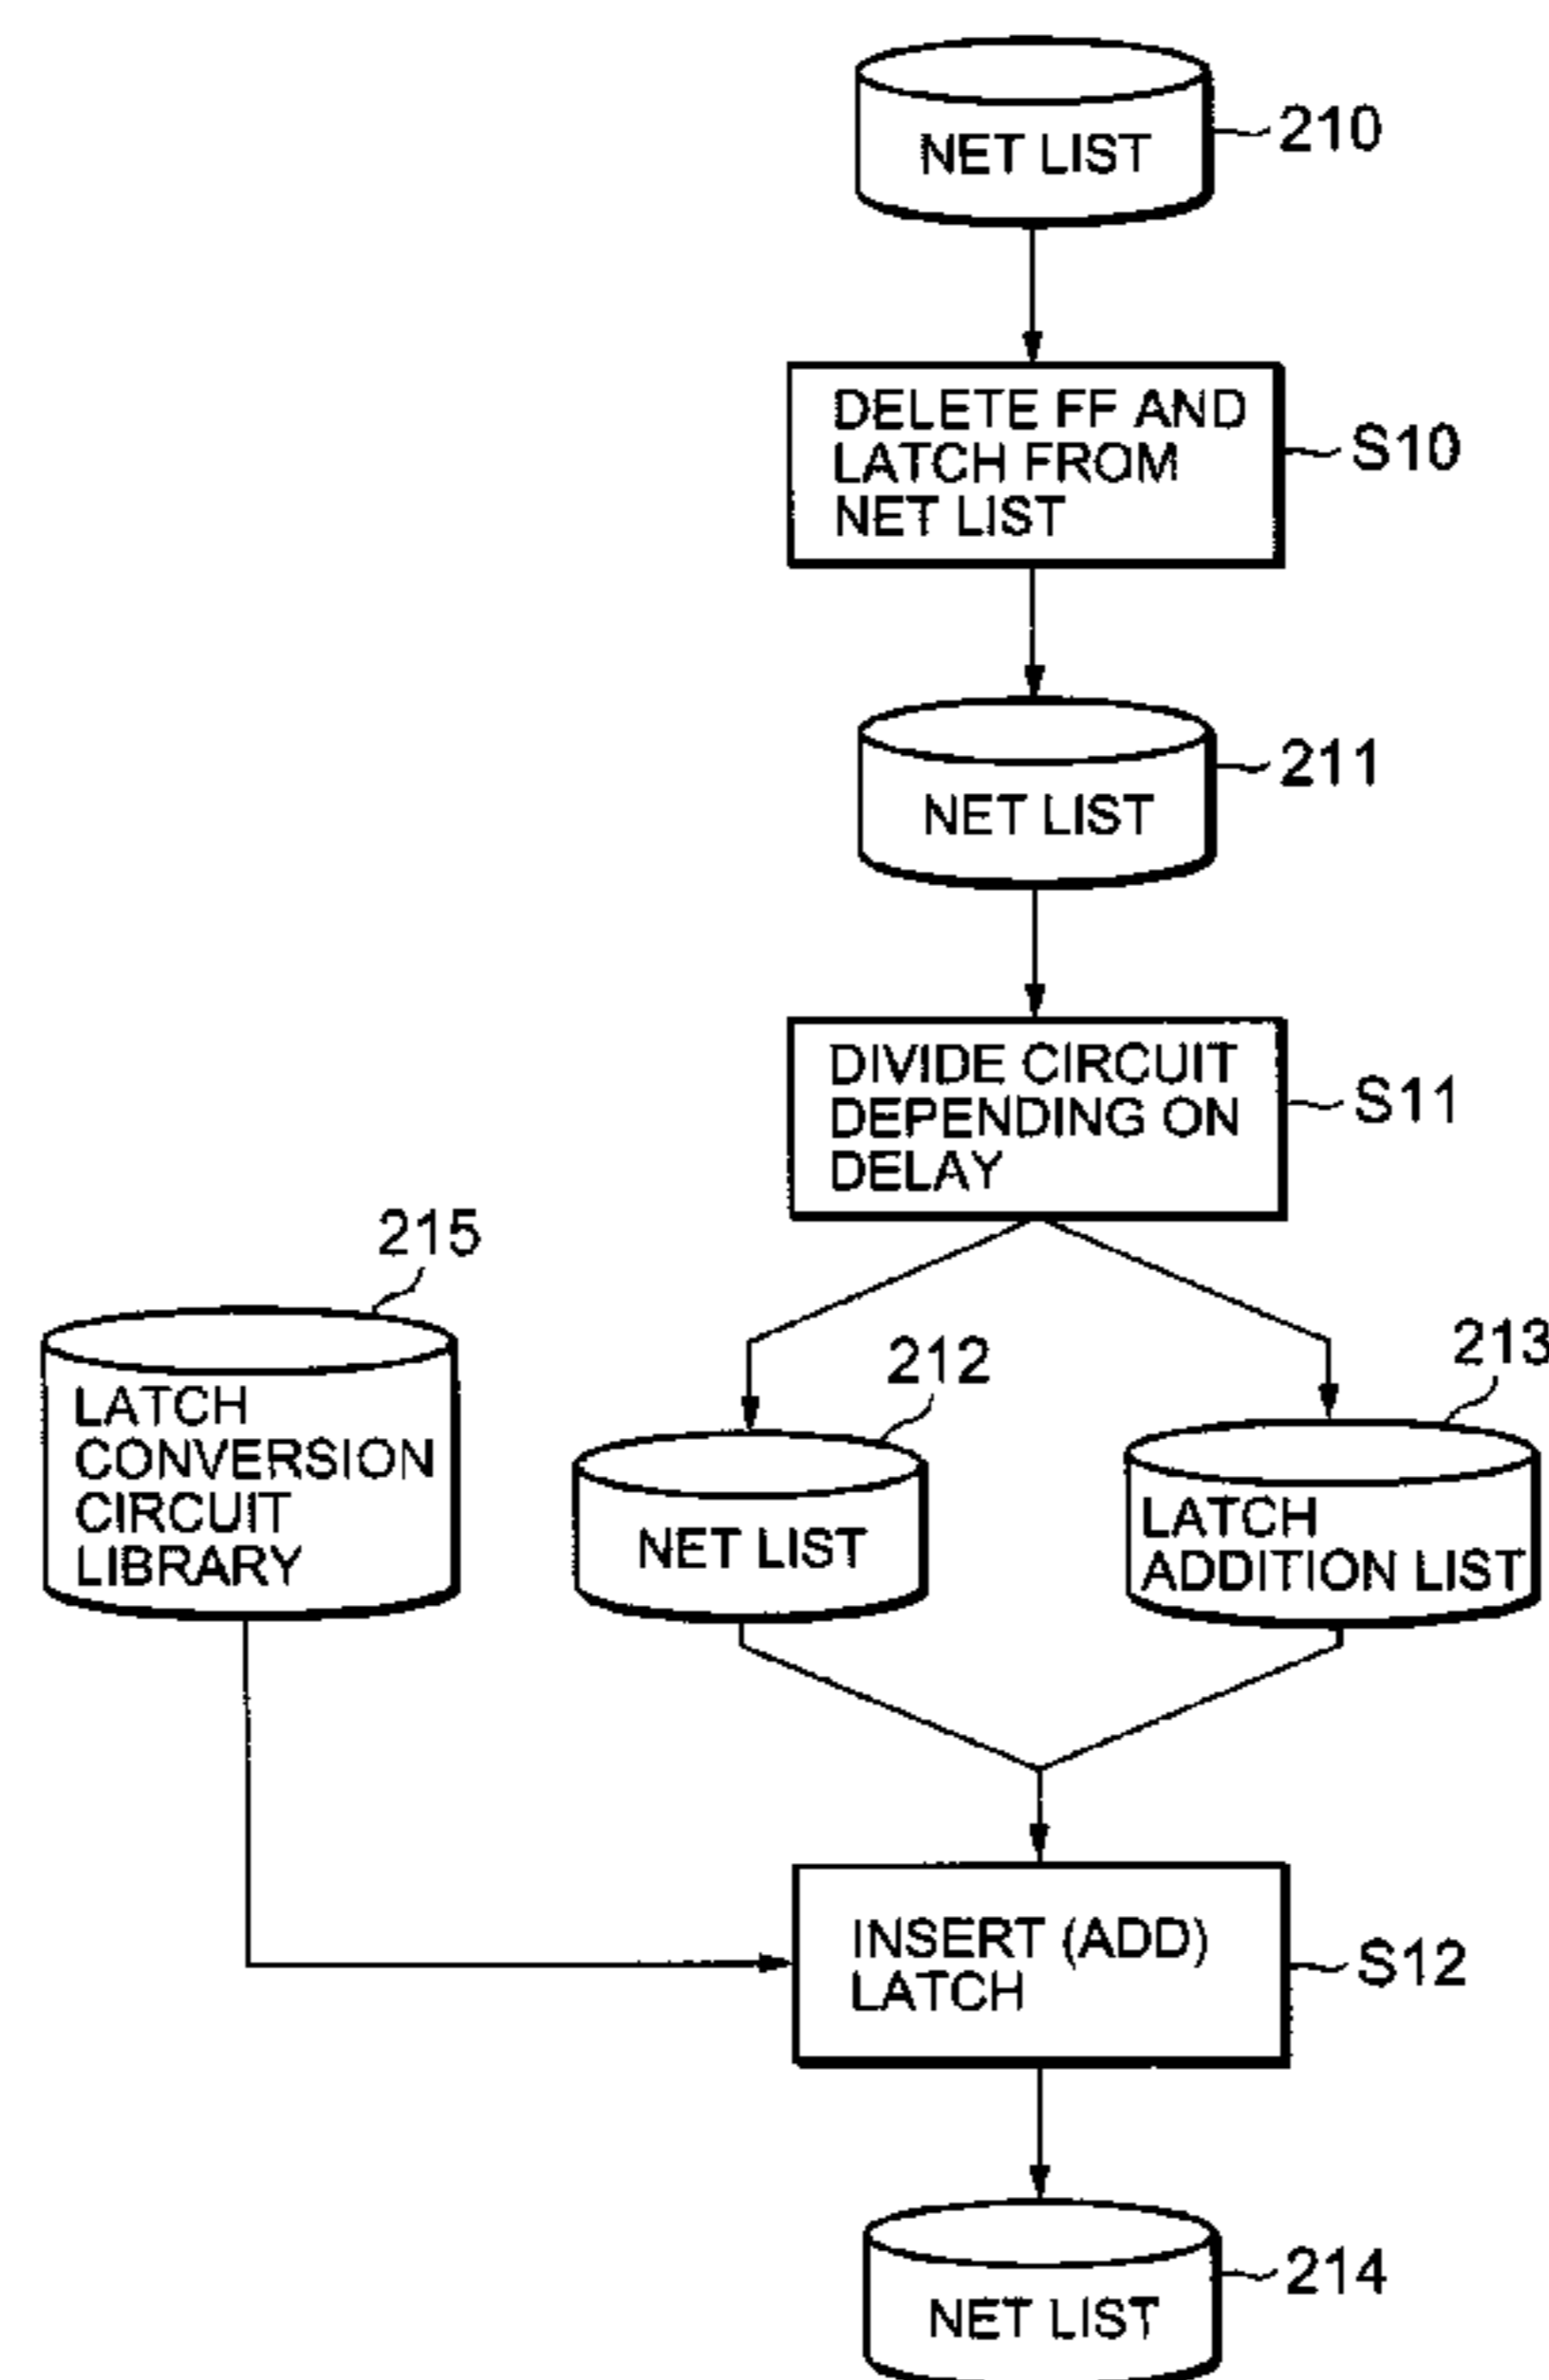 NET LIST
210
DELETE FF AND
LATCH FROM
NET LIST
S10
NET LIST
211
DIVIDE CIRCUIT
DEPENDING ON
DELAY
S11
215
LATCH
CONVERSION
CIRCUIT
LIBRARY
212
NET LIST
213
LATCH
ADDITION LIST
INSERT (ADD)
LATCH
S12
NET LIST
214